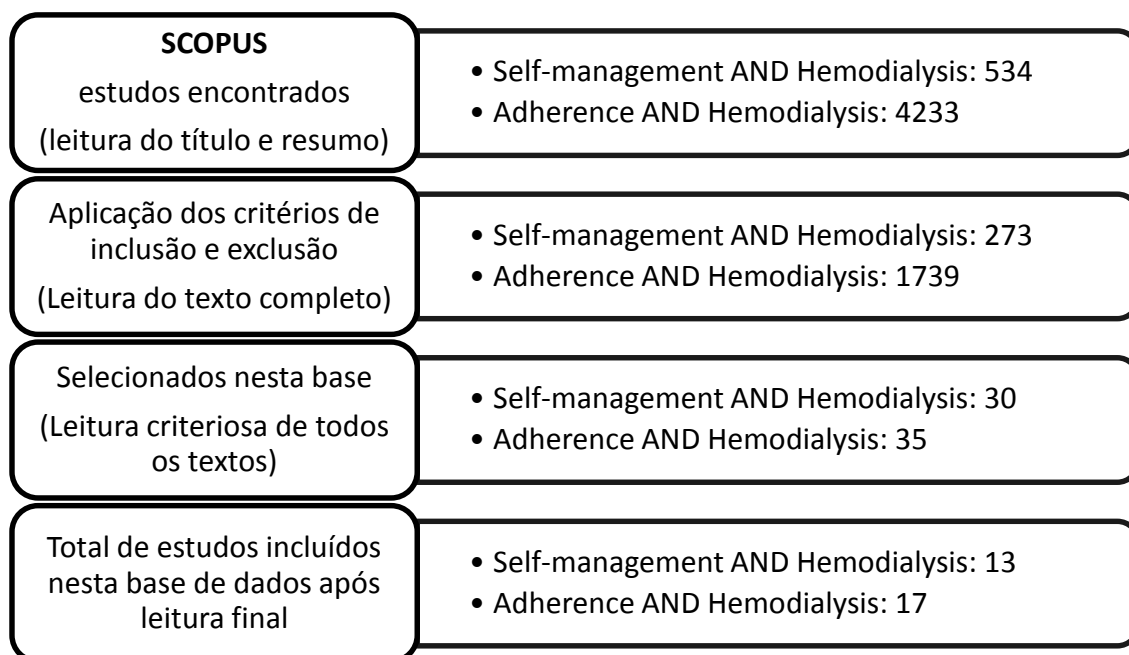 SCOPUS
estudos encontrados
(leitura do título e resumo)
• Self-management AND Hemodialysis: 534
• Adherence AND Hemodialysis: 4233
Aplicação dos critérios de
inclusão e exclusão
(Leitura do texto completo)
• Self-management AND Hemodialysis: 273
• Adherence AND Hemodialysis: 1739
Selecionados nesta base
(Leitura criteriosa de todos
os textos)
• Self-management AND Hemodialysis: 30
• Adherence AND Hemodialysis: 35
Total de estudos incluídos
nesta base de dados após
leitura final
• Self-management AND Hemodialysis: 13
• Adherence AND Hemodialysis: 17